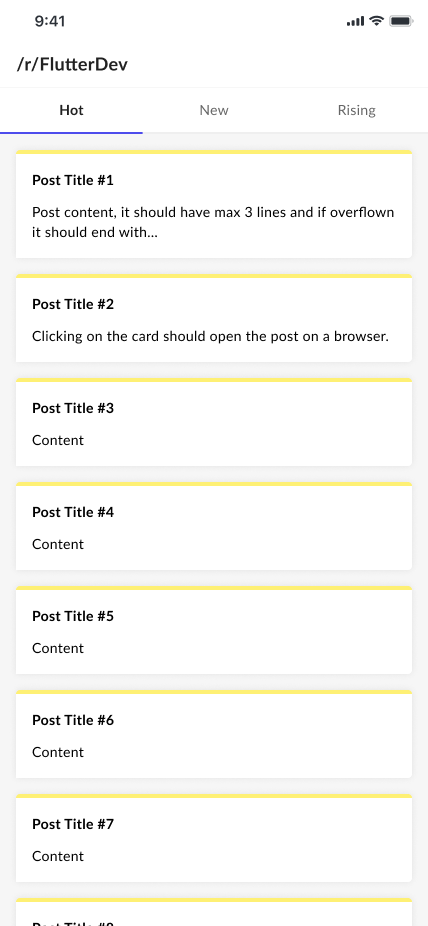 9:41
/r/FlutterDev
Hot
New
Rising
Post Title #1
Post content, it should have max 3 lines and if overflown
it should end with...
Post Title #2
Clicking on the card should open the post on a browser.
Post Title #3
Content
Post Title #4
Content
Post Title #5
Content
Post Title #6
Content
Post Title #7
Content
Post Title